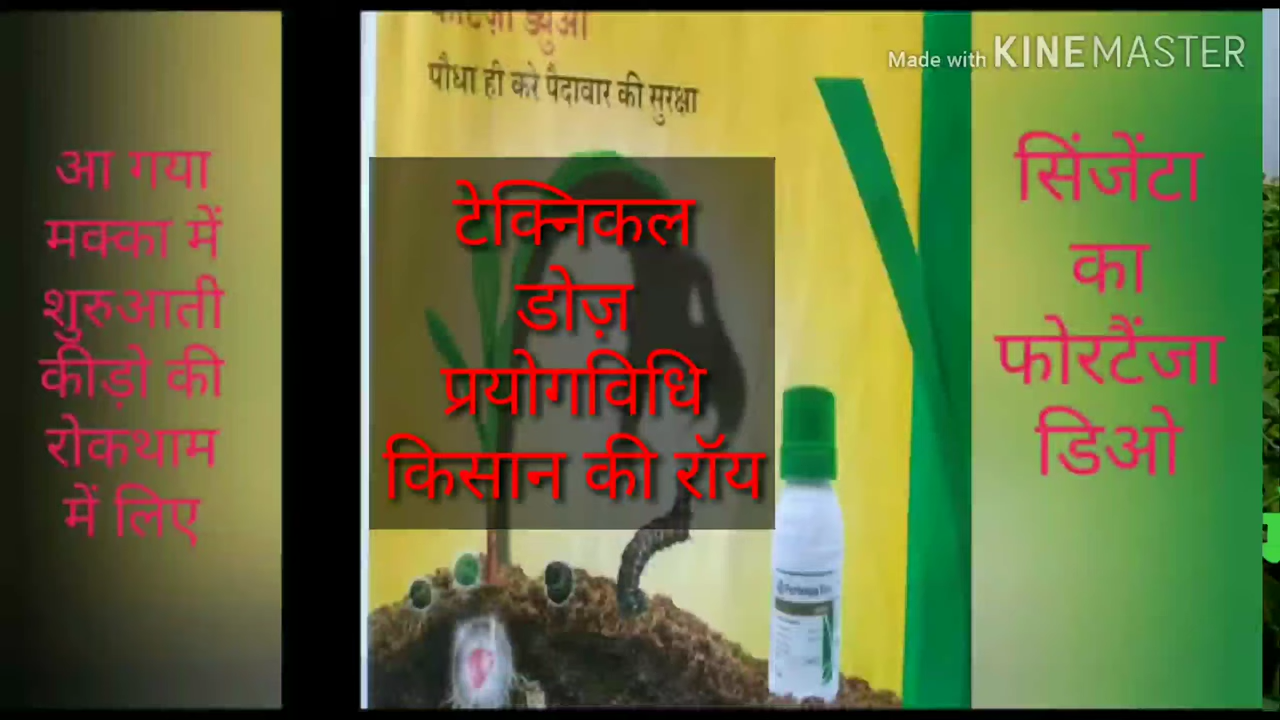 आ गया
मक्का में
शुरुआती
कीड़ो की
रोकथाम
में लिए
पौधा ही करे पैदावार की सुरक्षा
टेक्निकल
डोज़
प्रयोगविधि
किसान की रॉय
Made with KINEMASTER
सिंजेंटा
का
फोरटैंजा
डिओ